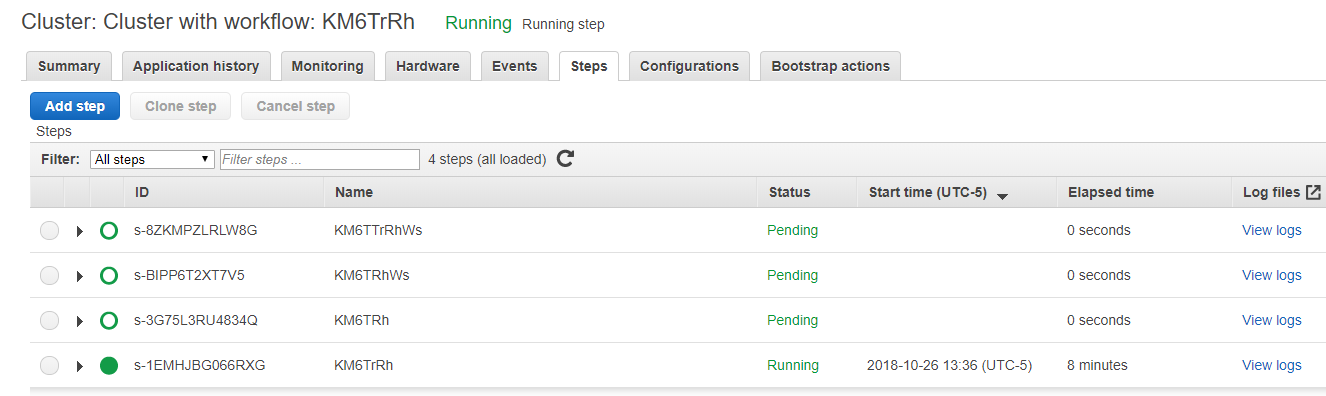 Cluster: Cluster with workflow: KM6TrRh Running Running step
Summary Application history Monitoring Hardware Events Steps Configurations Bootstrap actions
Add step Clone step Cancel step
Steps
Filter: All steps Filter steps ... 4 steps (all loaded)
ID Name Status Start time (UTC-5) Elapsed time Log files
s-8ZKMPZLRLW8G KM6TTrRhWs Pending 0 seconds View logs
s-BIPP6T2XT7V5 KM6TRhWs Pending 0 seconds View logs
s-3G75L3RU4834Q KM6TRh Pending 0 seconds View logs
s-1EMHJBG066RXG KM6TrRh Running 2018-10-26 13:36 (UTC-5) 8 minutes View logs